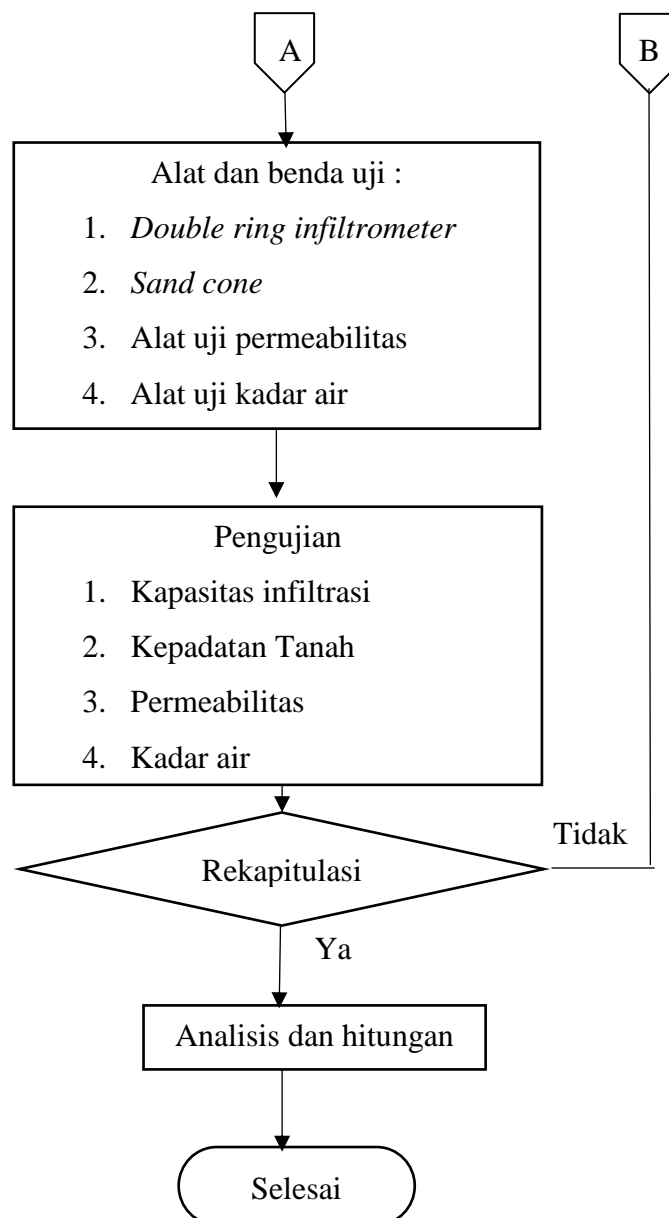 A
B
Alat dan benda uji :
1. Double ring infiltrometer
2. Sand cone
3. Alat uji permeabilitas
4. Alat uji kadar air
Pengujian
1. Kapasitas infiltrasi
2. Kepadatan Tanah
3. Permeabilitas
4. Kadar air
Tidak
Rekapitulasi
Ya
Analisis dan hitungan
Selesai